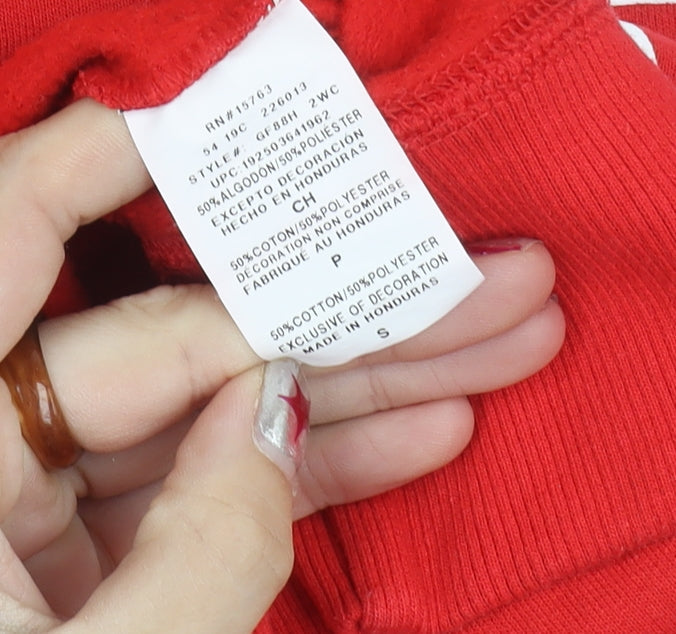 RN#15763
54 19C 226013
STYLE#: GF88H 2WC
UPC:192503641962
50%ALGODON/50%POLIESTER
EXCEPTO DECORACION
HECHO EN HONDURAS
CH
50%COTON/50%POLYESTER
DÉCORATION NON COMPRISE
FABRIQUÉ AU HONDURAS
P
50%COTTON/50%POLYESTER
EXCLUSIVE OF DECORATION
MADE IN HONDURAS
S